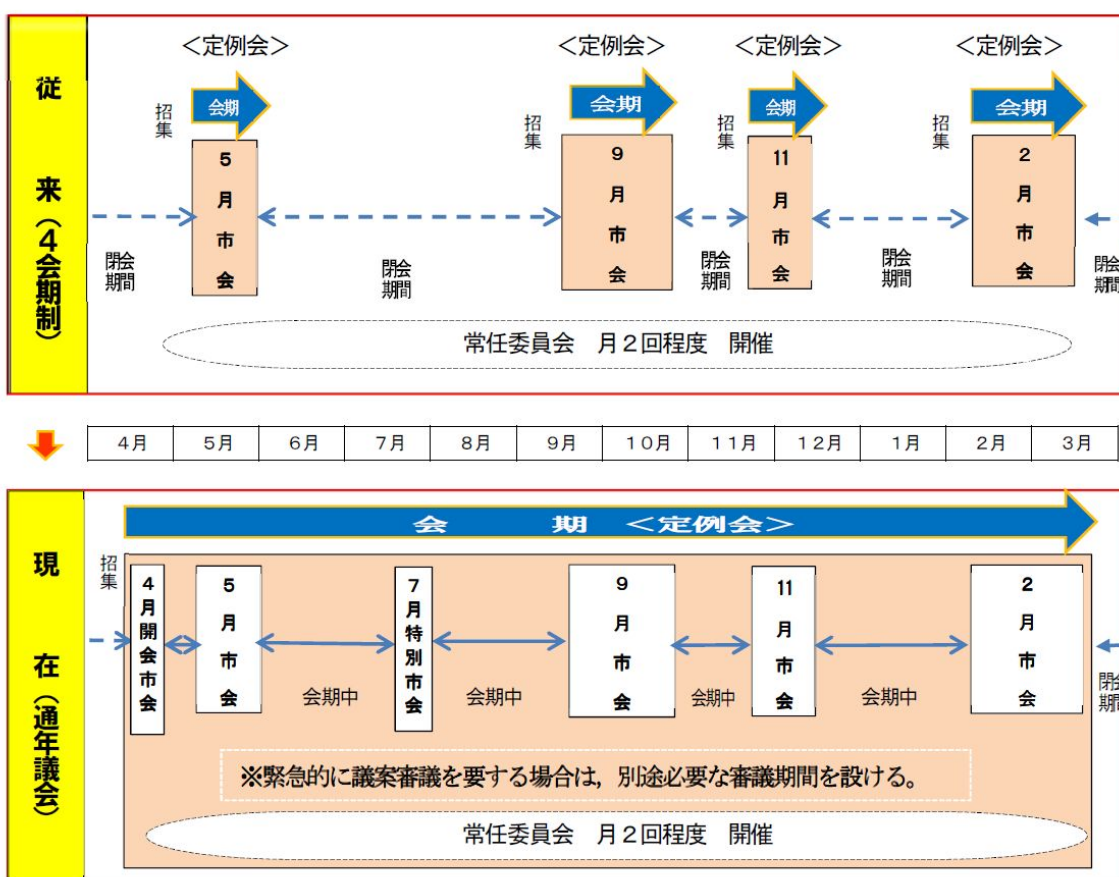 従来(4会期制)
<定例会>
<定例会>
<定例会>
<定例会>
招集
会期
招集
会期
招集
会期
招集
会期
5月市会
9月市会
11月市会
2月市会
閉会
期間
閉会
期間
閉会
期間
閉会
期間
閉会
期間
常任委員会 月2回程度 開催
4月 5月 6月 7月 8月 9月 10月 11月 12月 1月 2月 3月
現在(通年議会)
会期<定例会>
招集
4月開会市会
5月市会
7月特別市会
9月市会
11月市会
2月市会
会期中
会期中
会期中
会期中
閉会
期間
※緊急的に議案審議を要する場合は,別途必要な審議期間を設ける。
常任委員会 月2回程度 開催